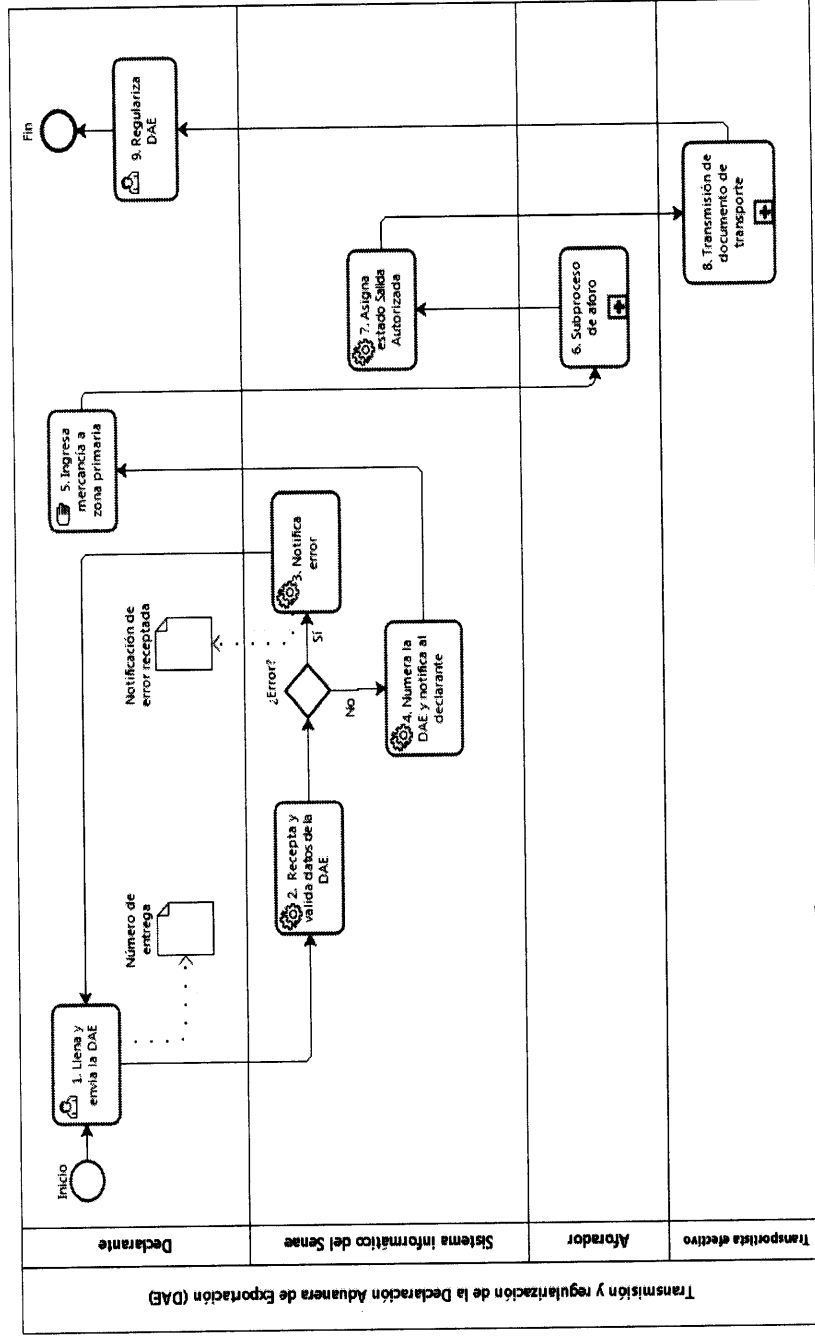 Transmisión y regularización de la Declaración Aduanera de Exportación (DAE)
Declarante
Sistema informático del Senae
Aforador
Transportista efectivo
Inicio
1. Llena y
envia la DAE
Número de
entrega
2. Recepta y
valida datos de la
DAE
¿Error?
Sí
No
3. Notifica
error
Notificación de
error receptada
4. Numera la
DAE y notifica al
declarante
5. Ingresa
mercancía a
zona primaria
6. Subproceso
de aforo
7. Asigna
estado Salida
Autorizada
8. Transmisión de
documento de
transporte
9. Regulariza
DAE
Fin